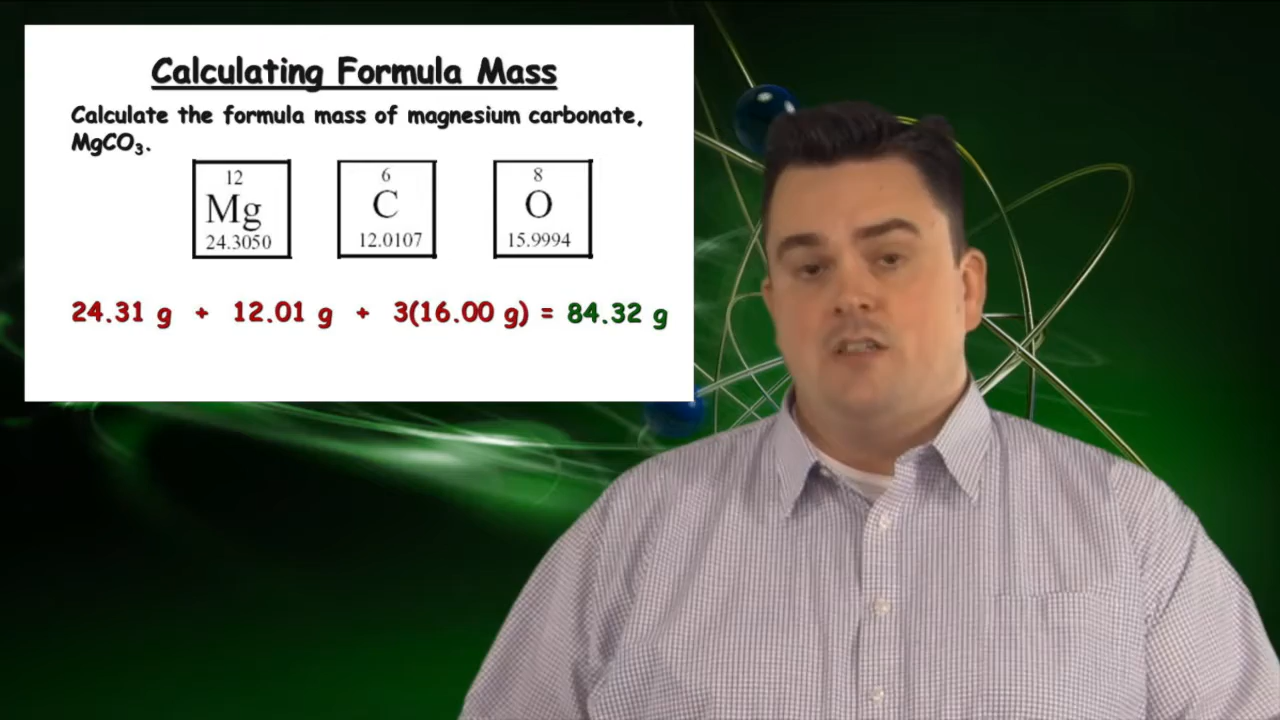 Calculating Formula Mass
Calculate the formula mass of magnesium carbonate,
MgCO₃.
12
Mg
24.3050
6
C
12.0107
8
O
15.9994
24.31 g + 12.01 g + 3(16.00 g) = 84.32 g